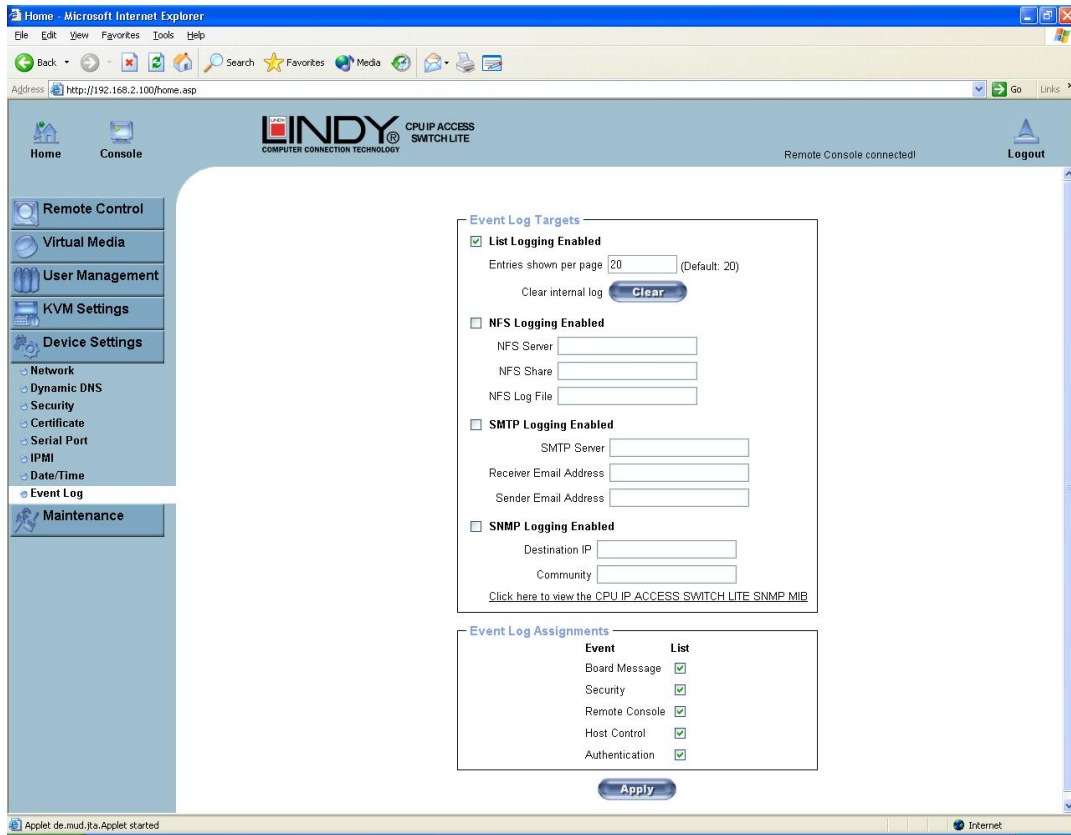 Home - Microsoft Internet Explorer
File Edit View Favorites Tools Help
Back Search Favorites Media
Address http://192.168.2.100/home.asp Go Links »
Home Console
LINDY® CPU IP ACCESS SWITCH LITE
LINDY
COMPUTER CONNECTION TECHNOLOGY
Remote Console connected!
Logout
Remote Control
Virtual Media
User Management
KVM Settings
Device Settings
Network
Dynamic DNS
Security
Certificate
Serial Port
IPMI
Date/Time
Event Log
Maintenance
Event Log Targets
List Logging Enabled
Entries shown per page 20 (Default: 20)
Clear internal log Clear
NFS Logging Enabled
NFS Server
NFS Share
NFS Log File
SMTP Logging Enabled
SMTP Server
Receiver Email Address
Sender Email Address
SNMP Logging Enabled
Destination IP
Community
Click here to view the CPU IP ACCESS SWITCH LITE SNMP MIB
Event Log Assignments
Event List
Board Message
Security
Remote Console
Host Control
Authentication
Apply
Applet de.mud.jta.Applet started
Internet